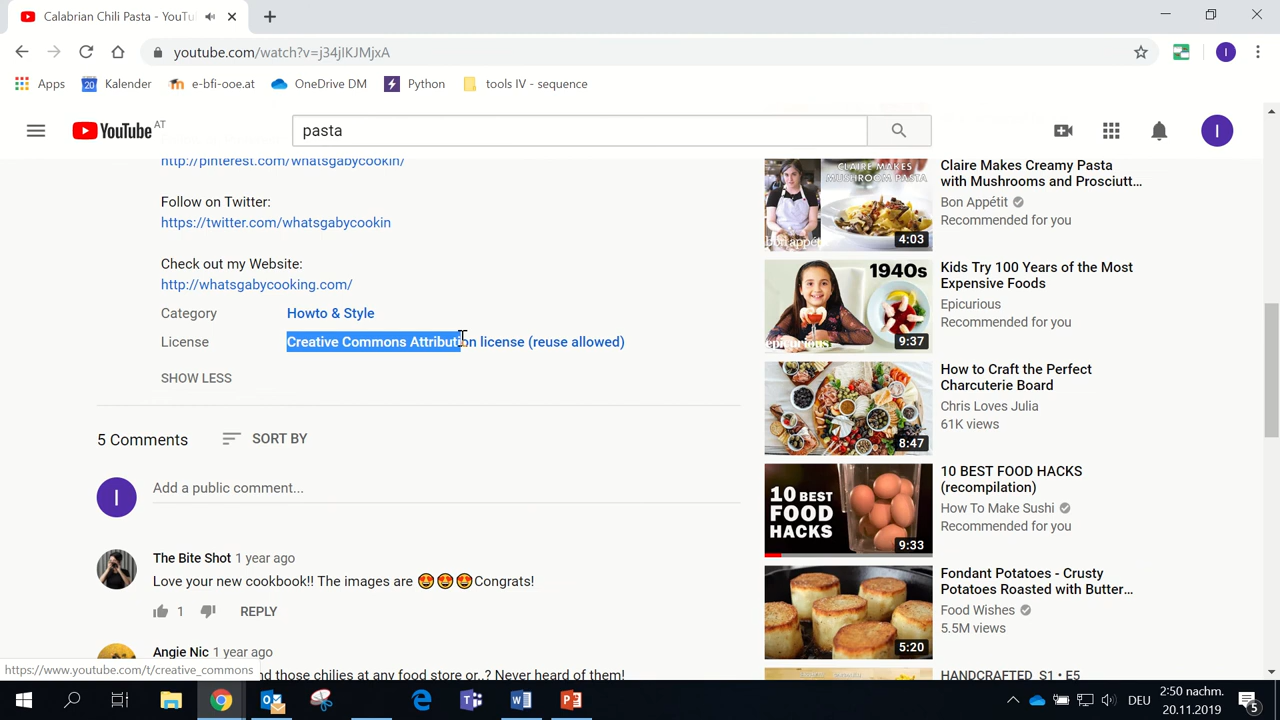 Calabrian Chili Pasta - YouTu
youtube.com/watch?v=j34jIKJMjxA
Apps
20
Kalender
e-bfi-ooe.at
OneDrive DM
Python
tools IV - sequence
YouTube AT
pasta
I
http://pinterest.com/whatsgabycookin/
Follow on Twitter:
https://twitter.com/whatsgabycookin
Check out my Website:
http://whatsgabycooking.com/
Category Howto & Style
License Creative Commons Attribution license (reuse allowed)
SHOW LESS
5 Comments SORT BY
I
Add a public comment...
The Bite Shot 1 year ago
Love your new cookbook!! The images are 😍😍😍Congrats!
1 REPLY
Angie Nic 1 year ago
nd those chilies at any food store or..? Never heard of them!
https://www.youtube.com/t/creative_commons
CLAIRE MAKES
MUSHROOM PASTA
bon appét
4:03
Claire Makes Creamy Pasta
with Mushrooms and Prosciutt...
Bon Appétit
Recommended for you
1940s
epicurious
9:37
Kids Try 100 Years of the Most
Expensive Foods
Epicurious
Recommended for you
8:47
How to Craft the Perfect
Charcuterie Board
Chris Loves Julia
61K views
10 BEST
FOOD
HACKS
9:33
10 BEST FOOD HACKS
(recompilation)
How To Make Sushi
Recommended for you
5:20
Fondant Potatoes - Crusty
Potatoes Roasted with Butter...
Food Wishes
5.5M views
HANDCRAFTED S1 • E5
DEU
2:50 nachm.
20.11.2019
5